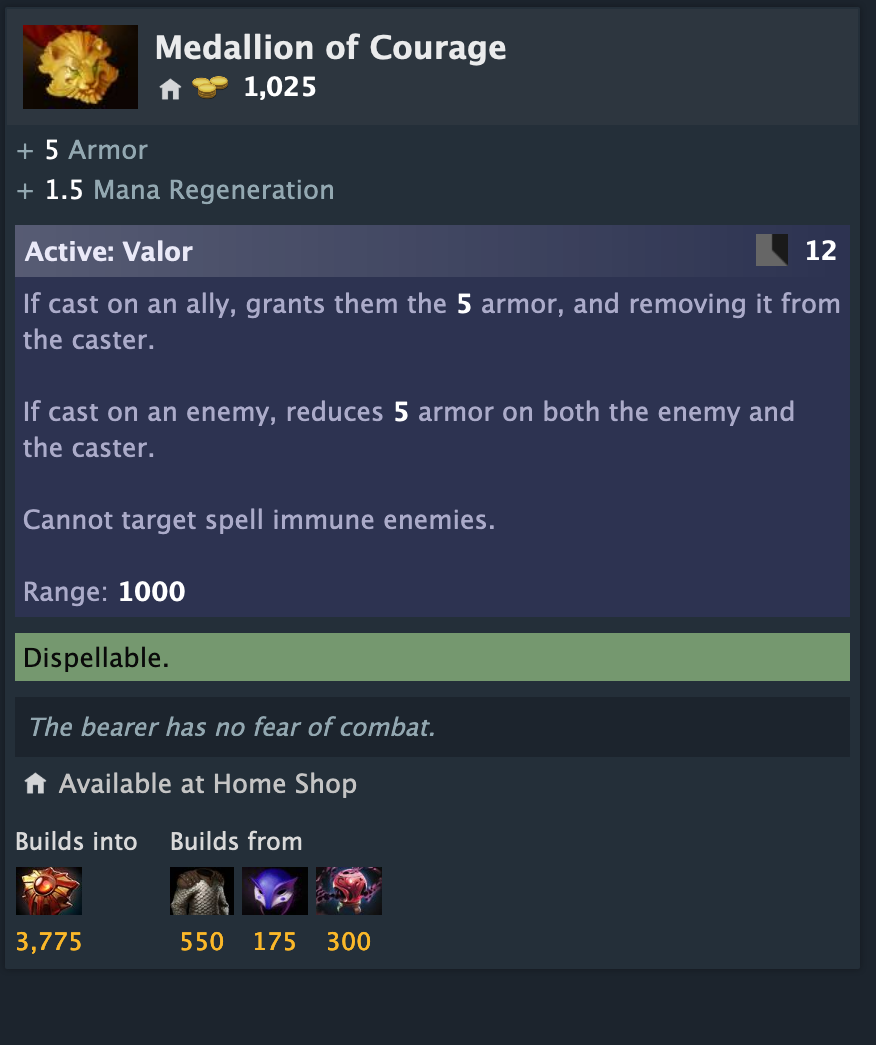 Medallion of Courage
1,025
+ 5 Armor
+ 1.5 Mana Regeneration
Active: Valor 12
If cast on an ally, grants them the 5 armor, and removing it from
the caster.
If cast on an enemy, reduces 5 armor on both the enemy and
the caster.
Cannot target spell immune enemies.
Range: 1000
Dispellable.
The bearer has no fear of combat.
Available at Home Shop
Builds into Builds from
3,775 550 175 300